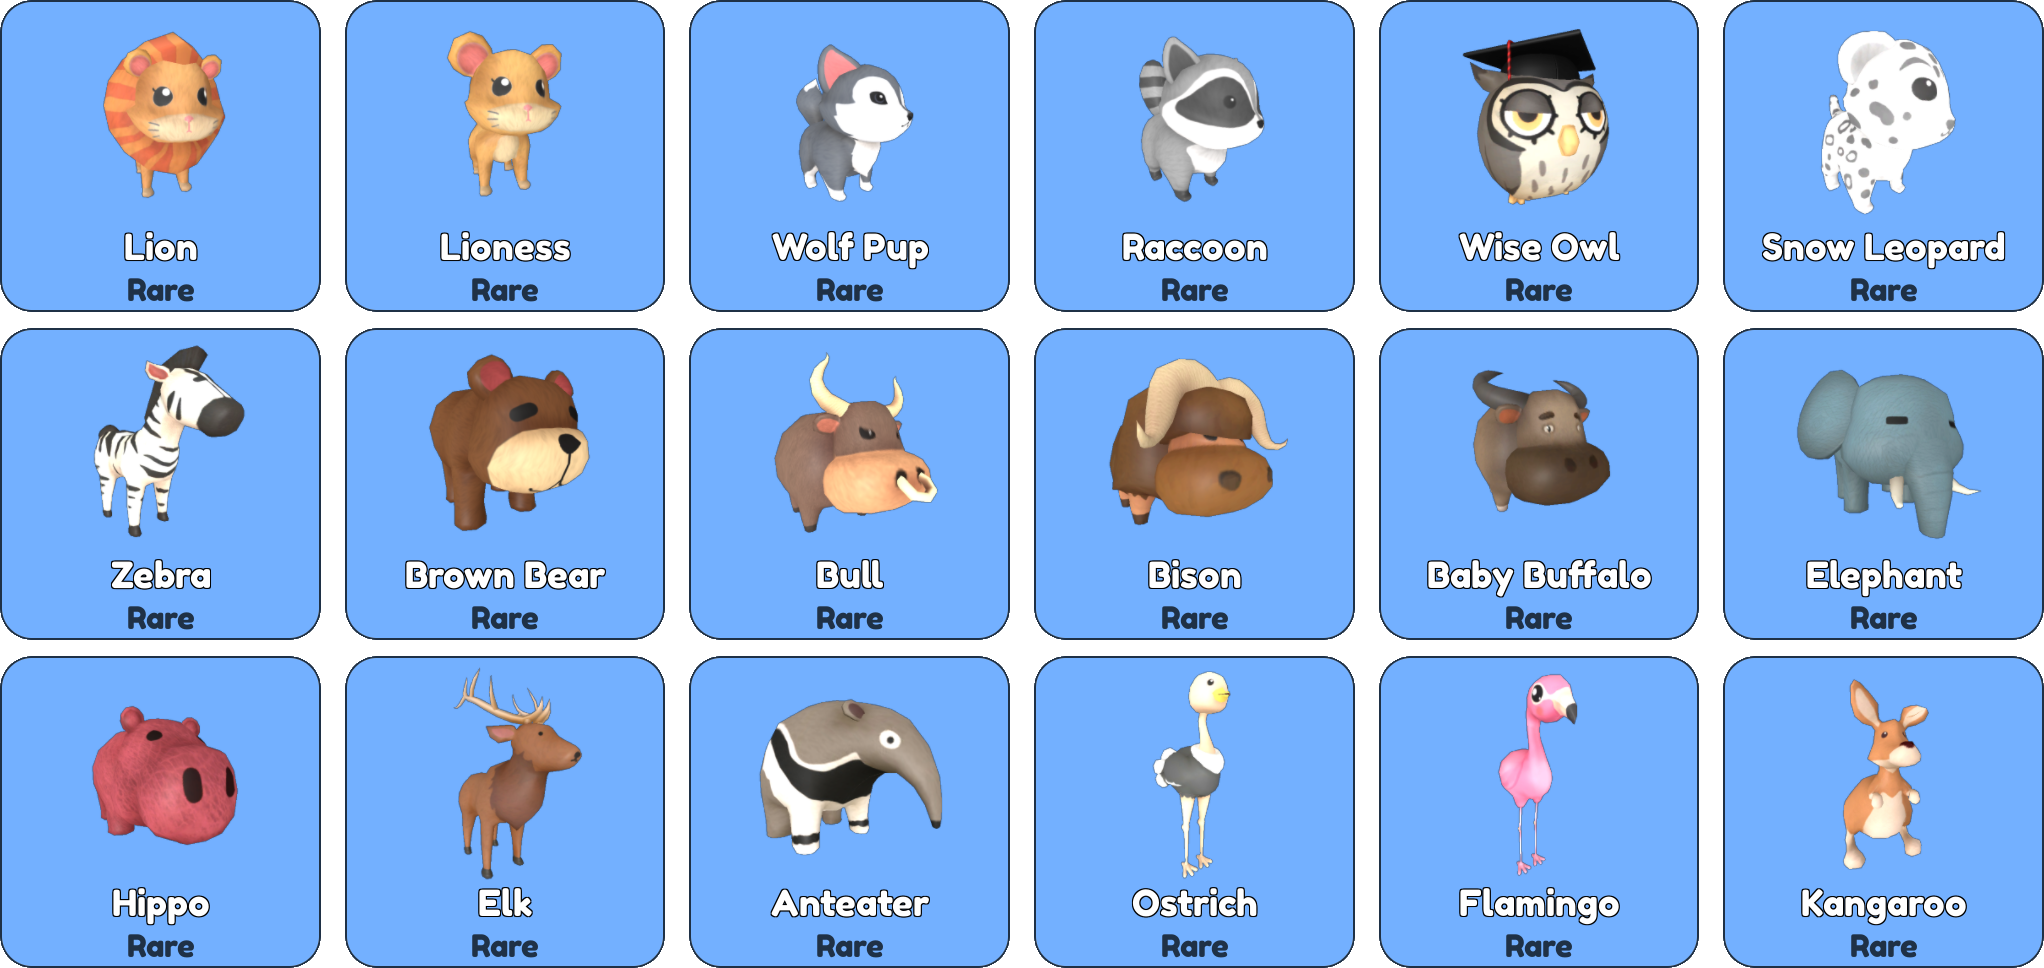 Lion
Rare
Lioness
Rare
Wolf Pup
Rare
Raccoon
Rare
Wise Owl
Rare
Snow Leopard
Rare
Zebra
Rare
Brown Bear
Rare
Bull
Rare
Bison
Rare
Baby Buffalo
Rare
Elephant
Rare
Hippo
Rare
Elk
Rare
Anteater
Rare
Ostrich
Rare
Flamingo
Rare
Kangaroo
Rare